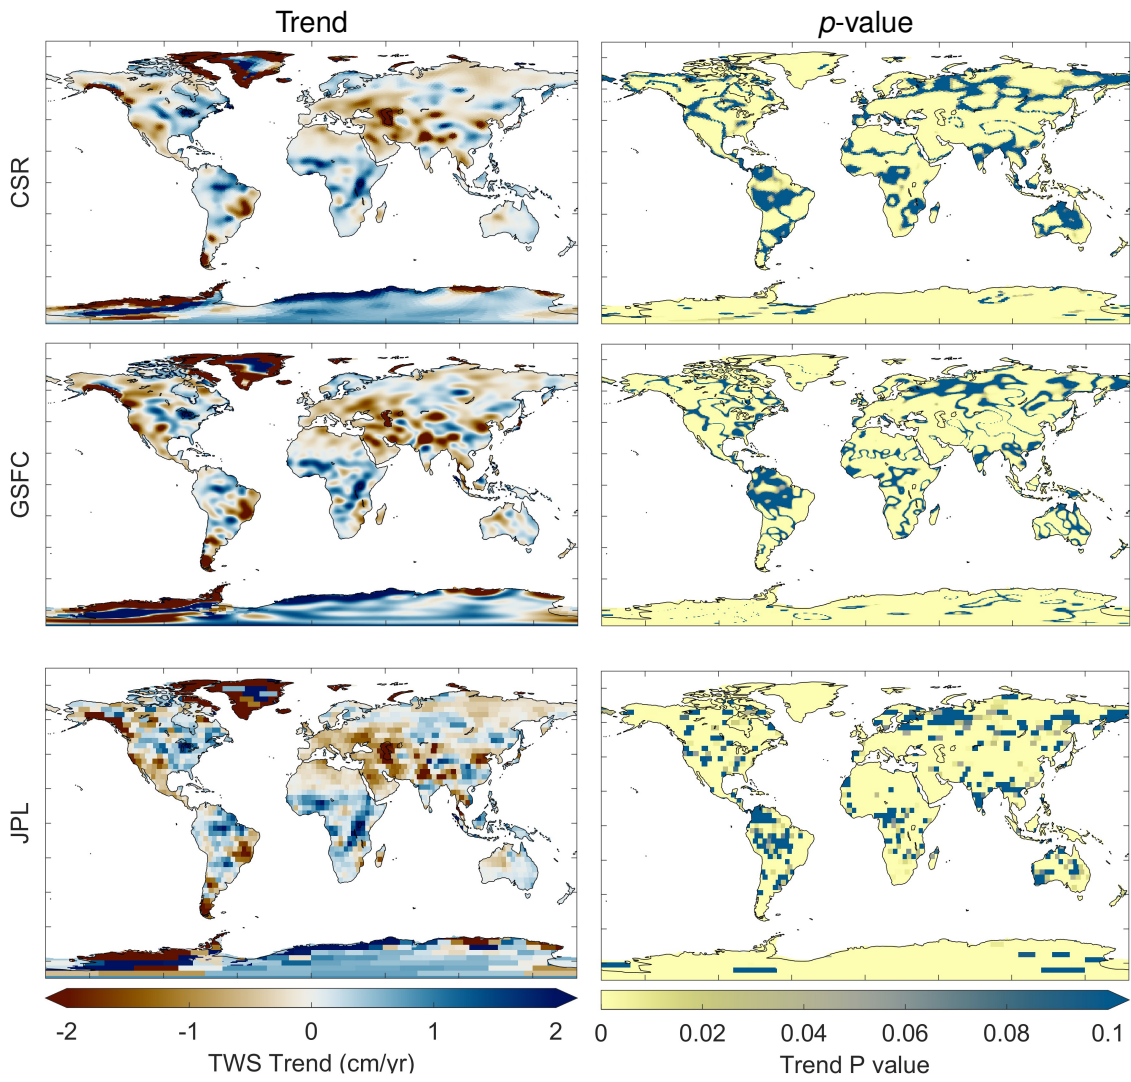 Trend
p-value
CSR
GSFC
JPL
-2 -1 0 1 2
TWS Trend (cm/yr)
0 0.02 0.04 0.06 0.08 0.1
Trend P value